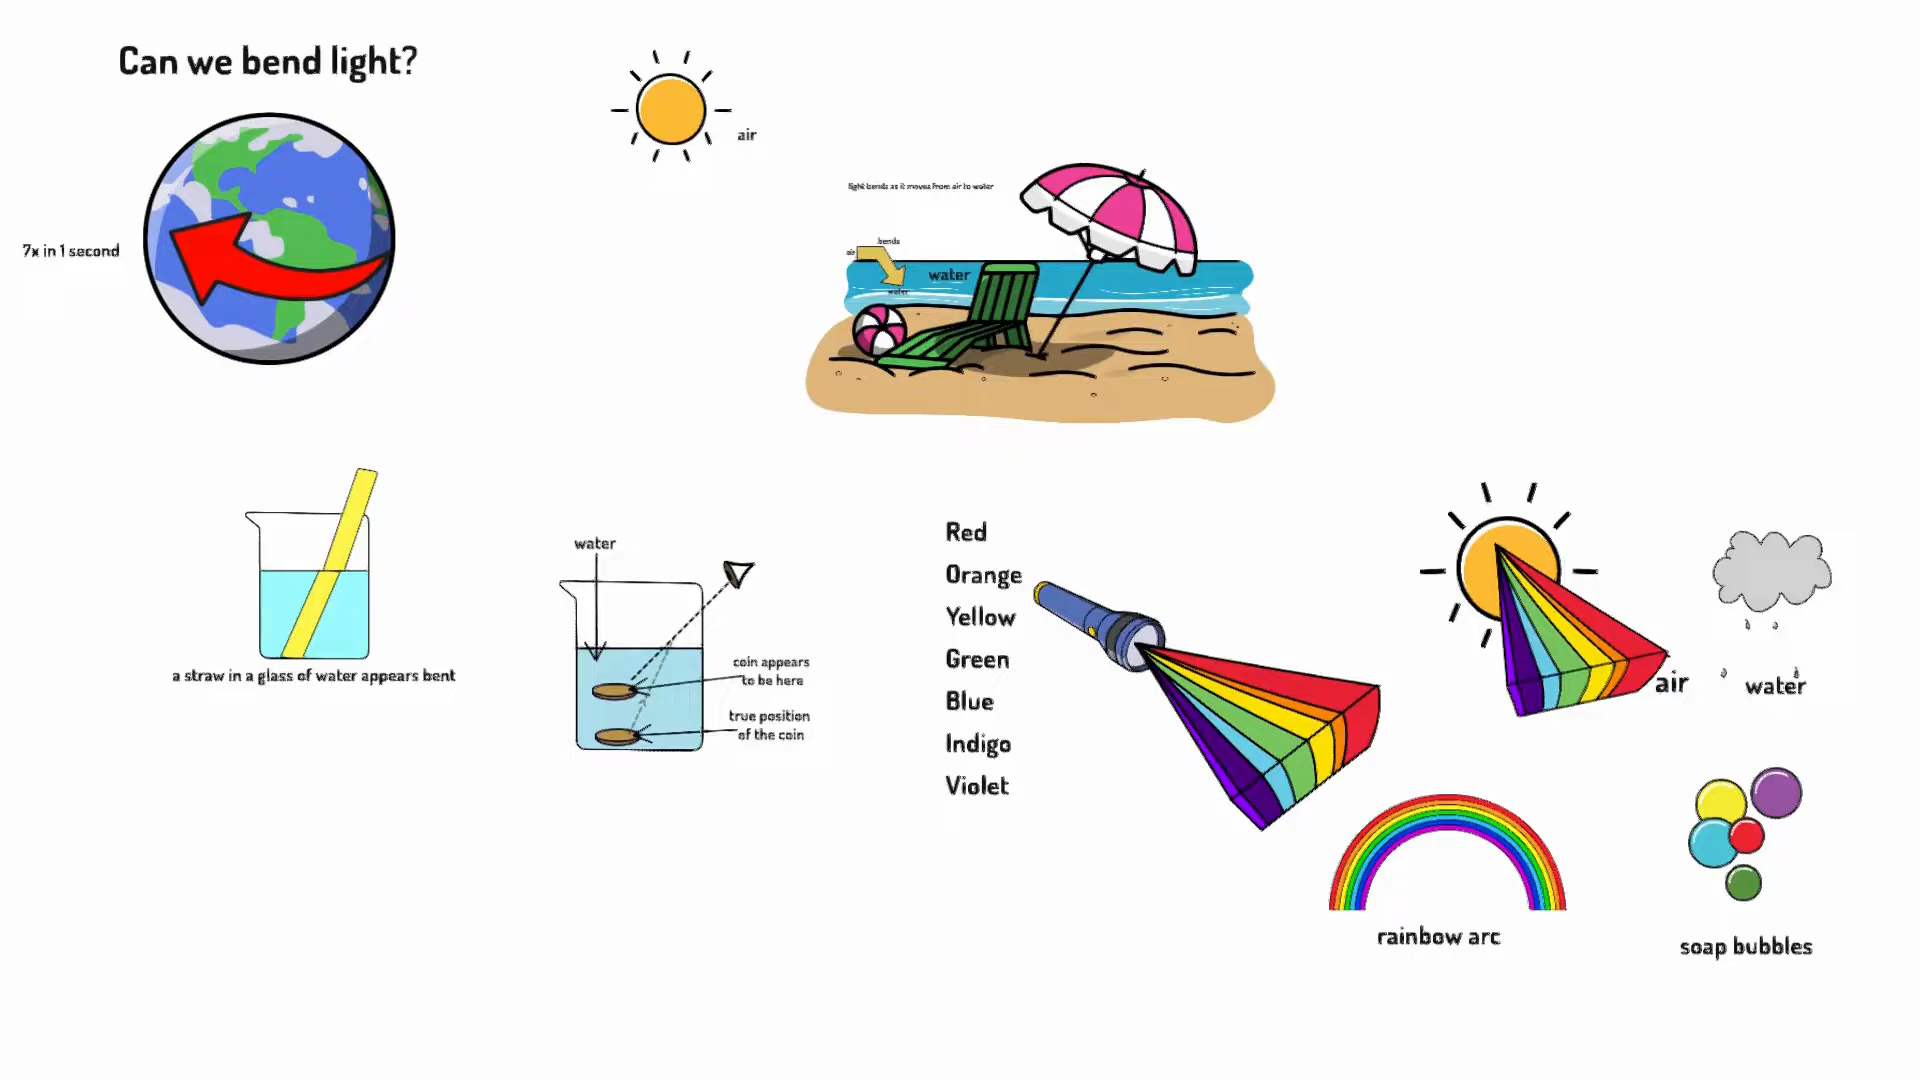 Can we bend light?
air
7x in 1 second
light bends as it moves from air to water
bends
air
water
water
a straw in a glass of water appears bent
water
coin appears
to be here
true position
of the coin
Red
Orange
Yellow
Green
Blue
Indigo
Violet
air
water
rainbow arc
soap bubbles